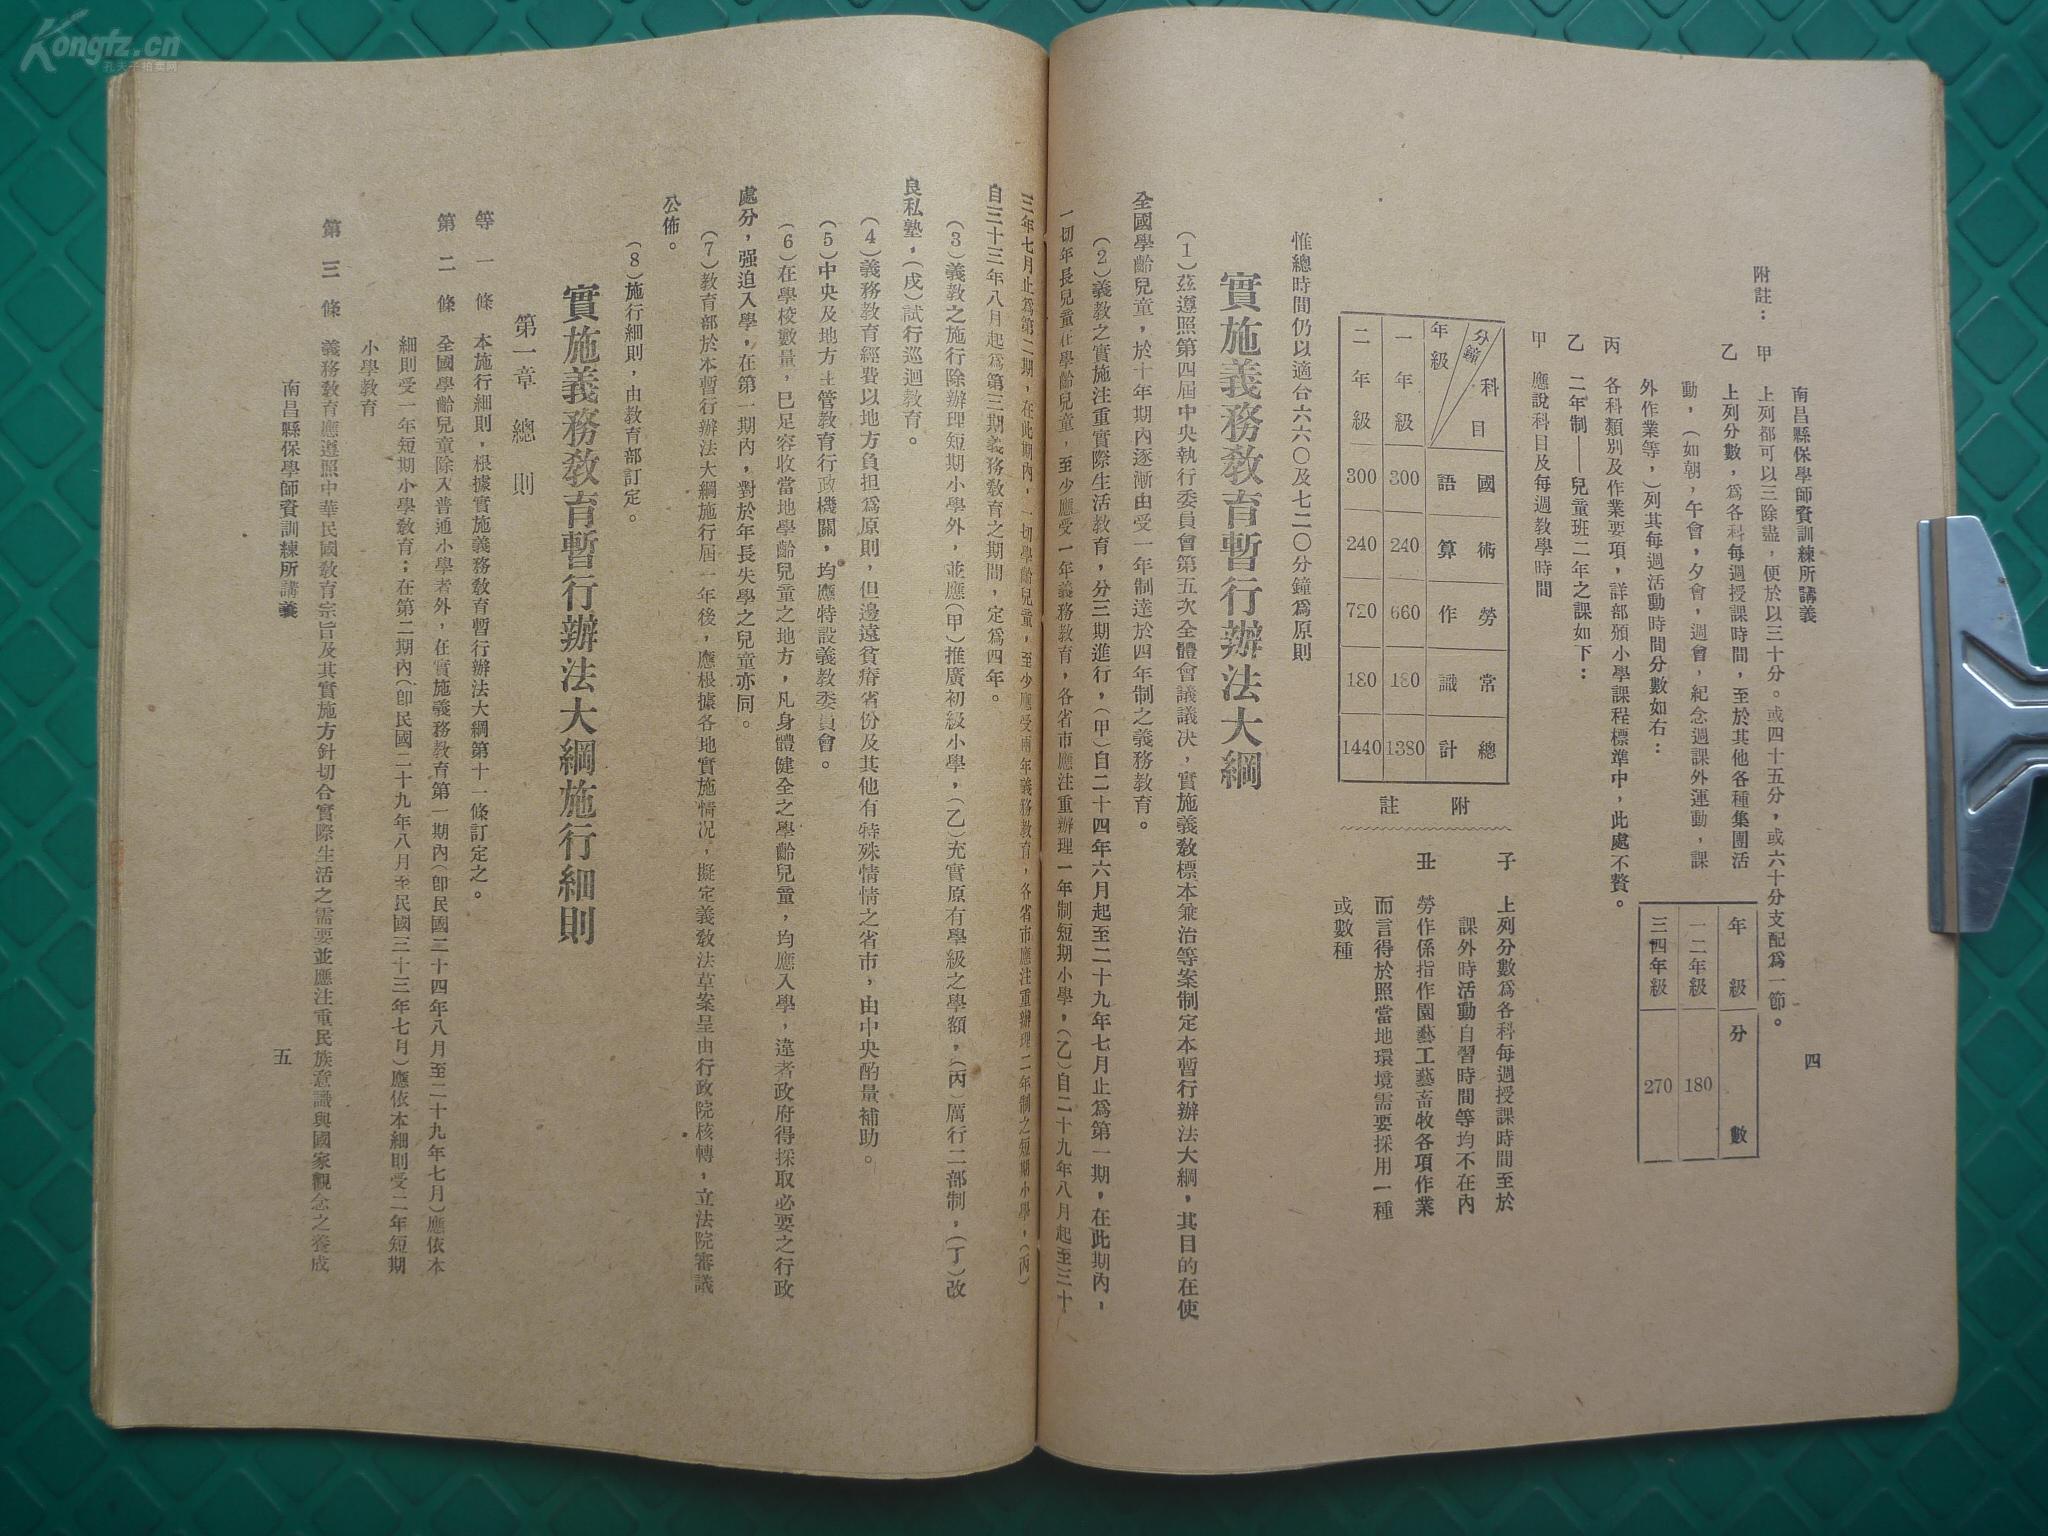 Kongfz.cn
孔夫子拍卖网
南昌縣保學師資訓練所講義
四
附註：甲　上列都可以三除盡，便於以三十分。或四十五分，或六十分支配為一節。
乙　上列分數，為各科每週授課時間，至於其他各種集團活
動，（如朝，午會，夕會，週會，紀念週課外運動，課
外作業等，）列其每週活動時間分數如右：
年級　分數
一二年級　180
三四年級　270
丙　各科類別及作業要項，詳部頒小學課程標準中，此處不贅。
乙　二年制——兒童班二年之課如下：
甲　應說科目及每週教學時間
分鐘　科目　年級　國語　算術　勞作　常識　總計
一年級　300　240　660　180　1380
二年級　300　240　720　180　1440
附註
子　上列分數為各科每週授課時間至於
課外時活動自習時間等均不在內
丑　勞作係指作園藝工藝畜牧各項作業
而言得於照當地環境需要採用一種
或數種
惟總時間仍以適合六六〇及七二〇分鐘為原則
實施義務教育暫行辦法大綱
（1）茲遵照第四屆中央執行委員會第五次全體會議議决，實施義教標本兼治等案制定本暫行辦法大綱，其目的在使
全國學齡兒童，於十年期內逐漸由受一年制達於四年制之義務教育。
（2）義教之實施注重實際生活教育，分三期進行，（甲）自二十四年六月起至二十九年七月止為第一期，在此期內，
一切年長兒童在學齡兒童，至少應受一年義務教育，各省市應注重辦理一年制短期小學，（乙）自二十九年八月起至三十
三年七月止為第二期，在此期內，一切學齡兒童，至少應受兩年義務教育，各省市應注重辦理二年制之短期小學，（丙）
自三十三年八月起為第三期義務教育之期間，定為四年。
（3）義教之施行除辦理短期小學外，並應（甲）推廣初級小學，（乙）充實原有學級之學額，（丙）厲行二部制，（丁）改
良私塾，（戌）試行巡迴教育。
（4）義務教育經費以地方負担為原則，但邊遠貧瘠省份及其他有特殊情情之省市，由中央酌量補助。
（5）中央及地方主管教育行政機關，均應特設義教委員會。
（6）在學校數量，已足容收當地學齡兒童之地方，凡身體健全之學齡兒童，均應入學，違者政府得採取必要之行政
處分，强迫入學，在第一期內，對於年長失學之兒童亦同。
（7）教育部於本暫行辦法大綱施行屆一年後，應根據各地實施情况，擬定義教法草案呈由行政院核轉，立法院審議
公佈。
（8）施行細則，由教育部訂定。
實施義務教育暫行辦法大綱施行細則
第一章　總則
等一條　本施行細則，根據實施義務教育暫行辦法大綱第十一條訂定之。
第二條　全國學齡兒童除入普通小學者外，在實施義務教育第一期內（卽民國二十四年八月至二十九年七月）應依本
細則受一年短期小學教育；在第二期內（卽民國二十九年八月至民國三十三年七月）應依本細則受二年短期
小學教育
第三條　義務教育應遵照中華民國教育宗旨及其實施方針切合實際生活之需要並應注重民族意識與國家觀念之養成
南昌縣保學師資訓練所講義
五